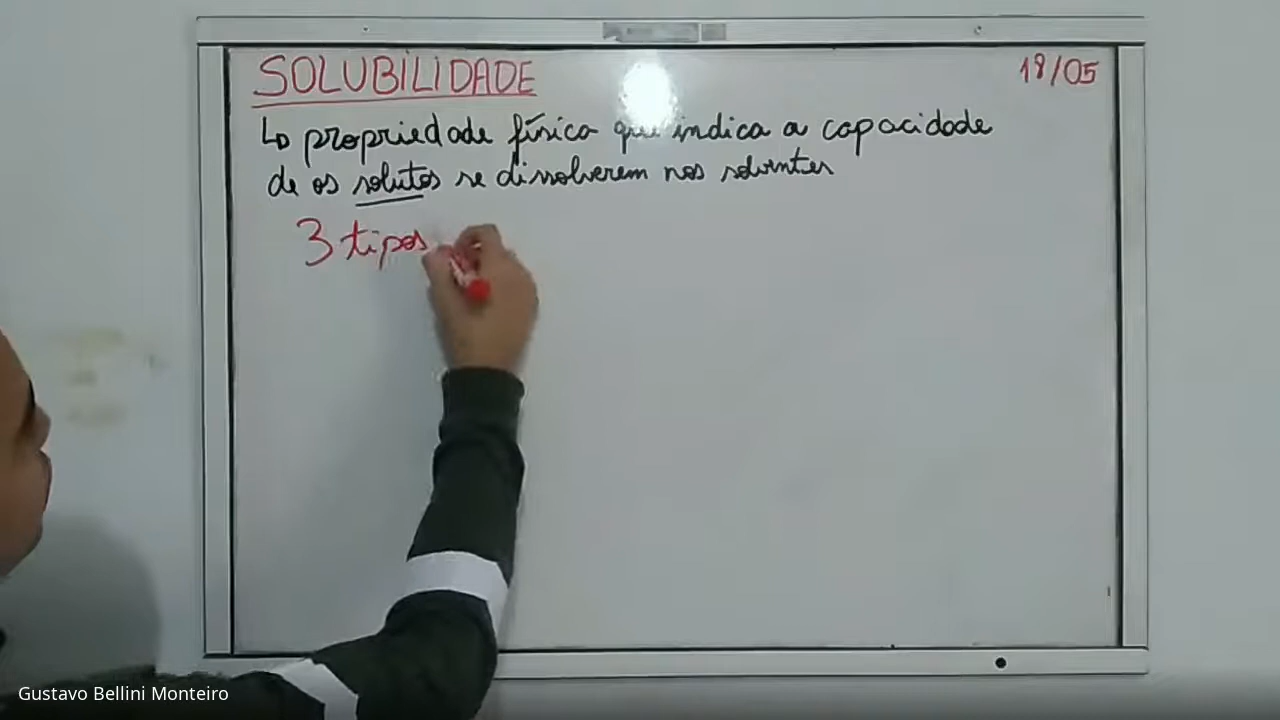 SOLUBILIDADE
18/05
↳ propriedade física que indica a capacidade
de os solutos se dissolverem nos solventes
3 tipos
Gustavo Bellini Monteiro